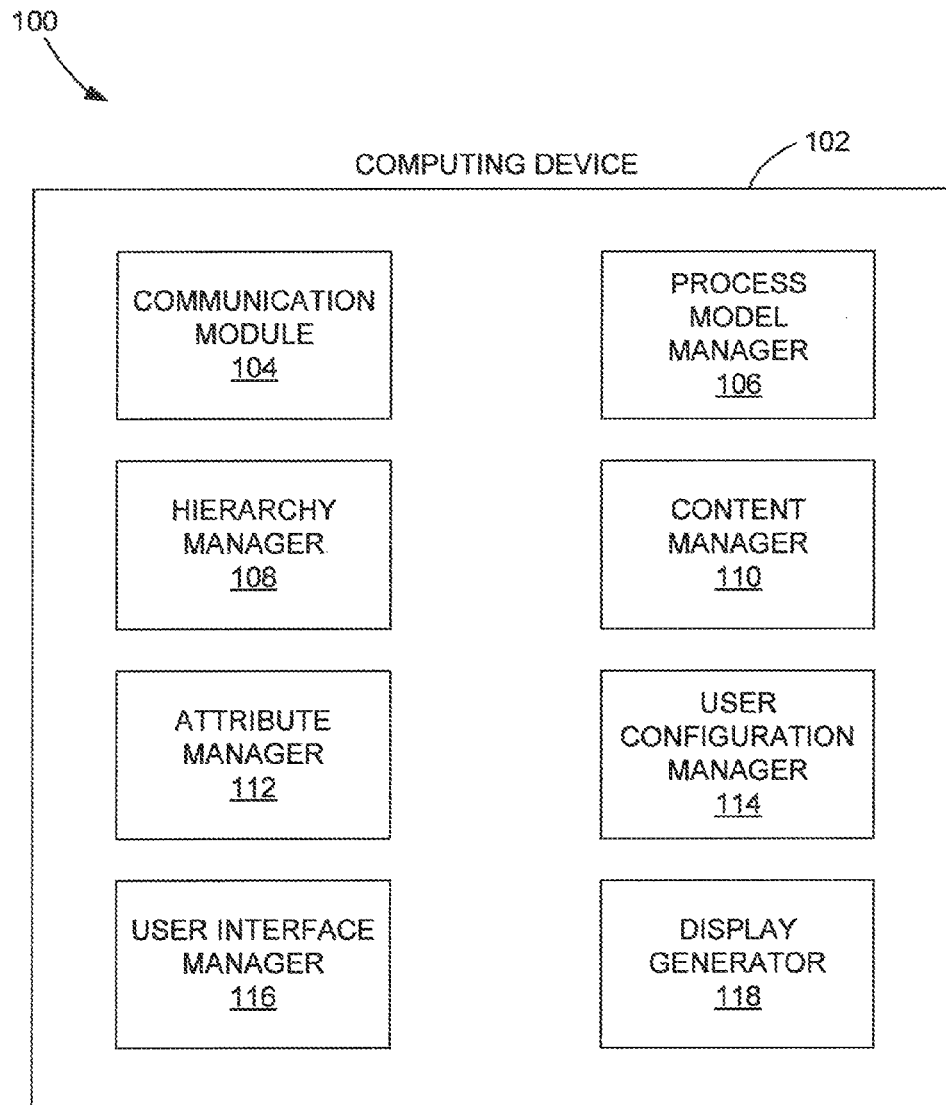 100
102
COMPUTING DEVICE
COMMUNICATION
MODULE
104
PROCESS
MODEL
MANAGER
106
HIERARCHY
MANAGER
108
CONTENT
MANAGER
110
ATTRIBUTE
MANAGER
112
USER
CONFIGURATION
MANAGER
114
USER INTERFACE
MANAGER
116
DISPLAY
GENERATOR
118